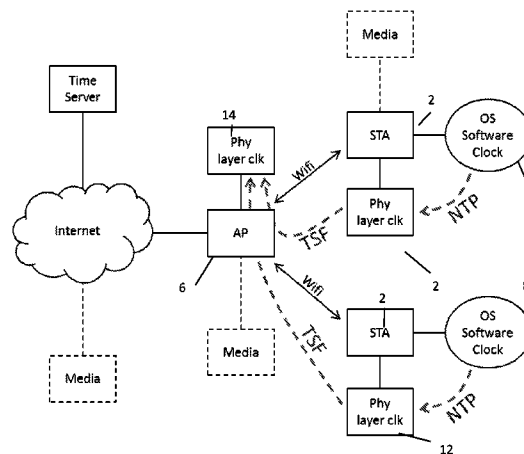 Media
Time
Server
14
Phy
layer clk
2
STA
OS
Software
Clock
Wifi
Phy
layer clk
NTP
TSF
Internet
AP
6
2
Wifi
2
STA
OS
Software
Clock
TSF
Media
Media
Phy
layer clk
NTP
12